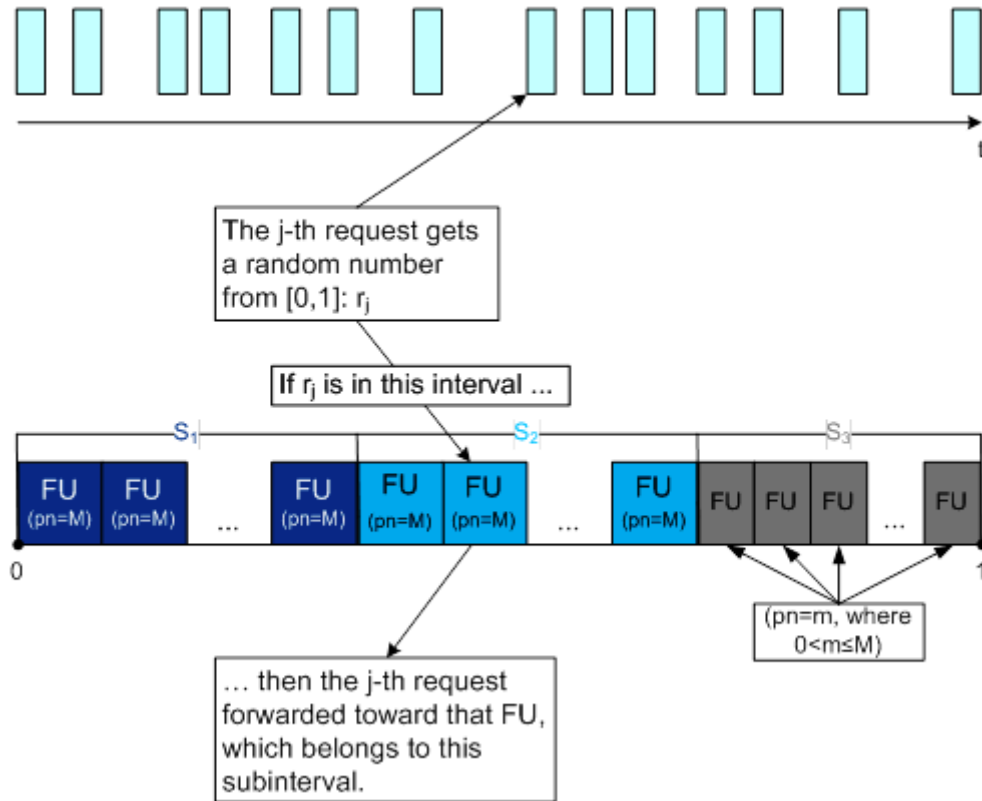 t
The j-th request gets
a random number
from [0,1]: rⱼ
If rⱼ is in this interval ...
S₁ S₂ S₃
FU FU FU FU FU FU FU FU FU FU
(pn=M) (pn=M) ... (pn=M) (pn=M) (pn=M) ... (pn=M) ...
0 1
(pn=m, where
0<m≤M)
... then the j-th request
forwarded toward that FU,
which belongs to this
subinterval.